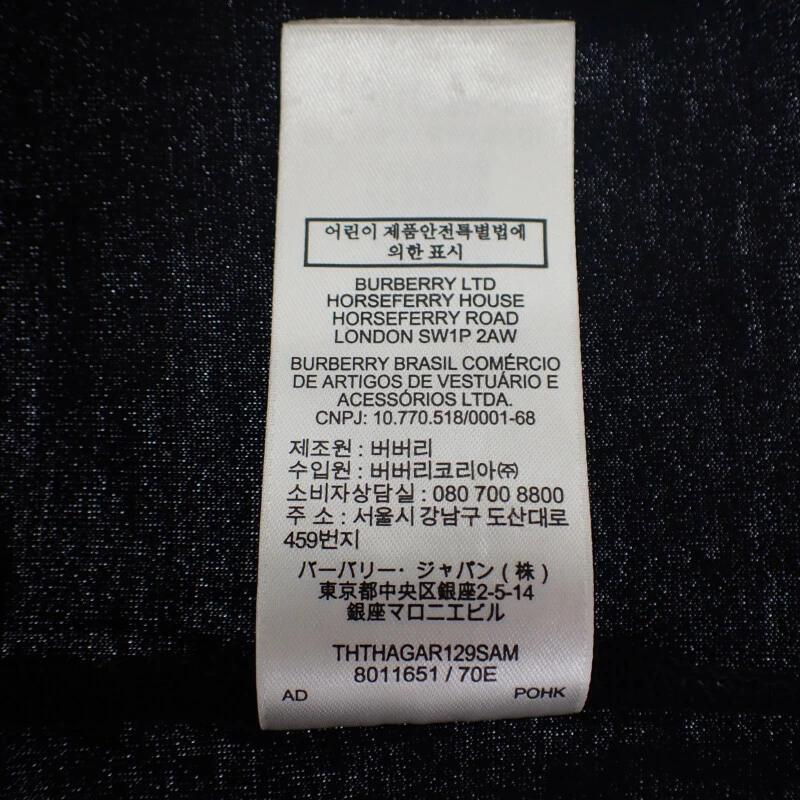 어린이 제품안전특별법에
의한 표시
BURBERRY LTD
HORSEFERRY HOUSE
HORSEFERRY ROAD
LONDON SW1P 2AW
BURBERRY BRASIL COMÉRCIO
DE ARTIGOS DE VESTUÁRIO E
ACESSÓRIOS LTDA.
CNPJ: 10.770.518/0001-68
제조원 : 버버리
수입원 : 버버리코리아㈜
소비자상담실 : 080 700 8800
주 소 : 서울시 강남구 도산대로
459번지
バーバリー・ジャパン ( 株 )
東京都中央区銀座2-5-14
銀座マロニエビル
THTHAGAR129SAM
8011651 / 70E
AD POHK